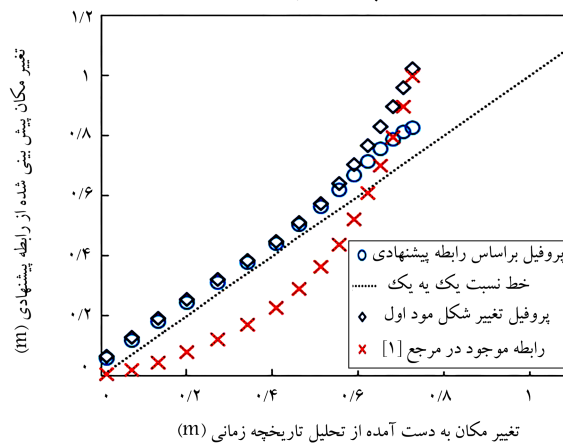 ۱/۲
۱
۰/۸
۰/۶
۰/۴
۰/۲
۰
تغییر مکان پیش بینی شده از رابطه پیشنهادی (m)
پروفیل براساس رابطه پیشنهادی
خط نسبت یک یه یک
پروفیل تغییر شکل مود اول
رابطه موجود در مرجع [۱]
۰ ۰/۲ ۰/۴ ۰/۶ ۰/۸ ۱
تغییر مکان به دست آمده از تحلیل تاریخچه زمانی (m)